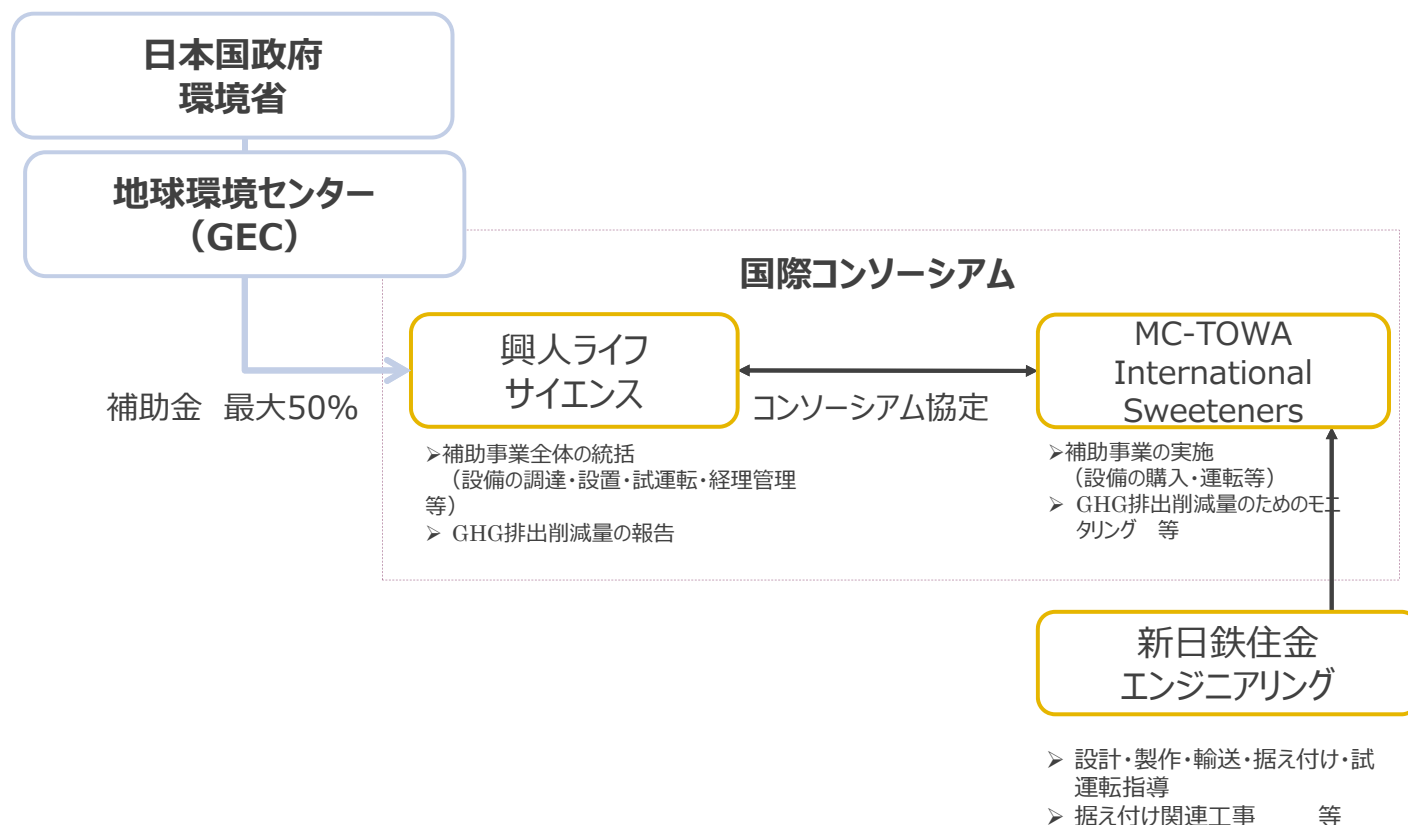 日本国政府
環境省
地球環境センター
（GEC）
国際コンソーシアム
興人ライフ
サイエンス
MC-TOWA
International
Sweeteners
補助金 最大50%
コンソーシアム協定
➢補助事業全体の統括
（設備の調達・設置・試運転・経理管理
等）
➢ GHG排出削減量の報告
➢補助事業の実施
（設備の購入・運転等）
➢ GHG排出削減量のためのモニ
タリング 等
新日鉄住金
エンジニアリング
➢ 設計・製作・輸送・据え付け・試
運転指導
➢ 据え付け関連工事 等